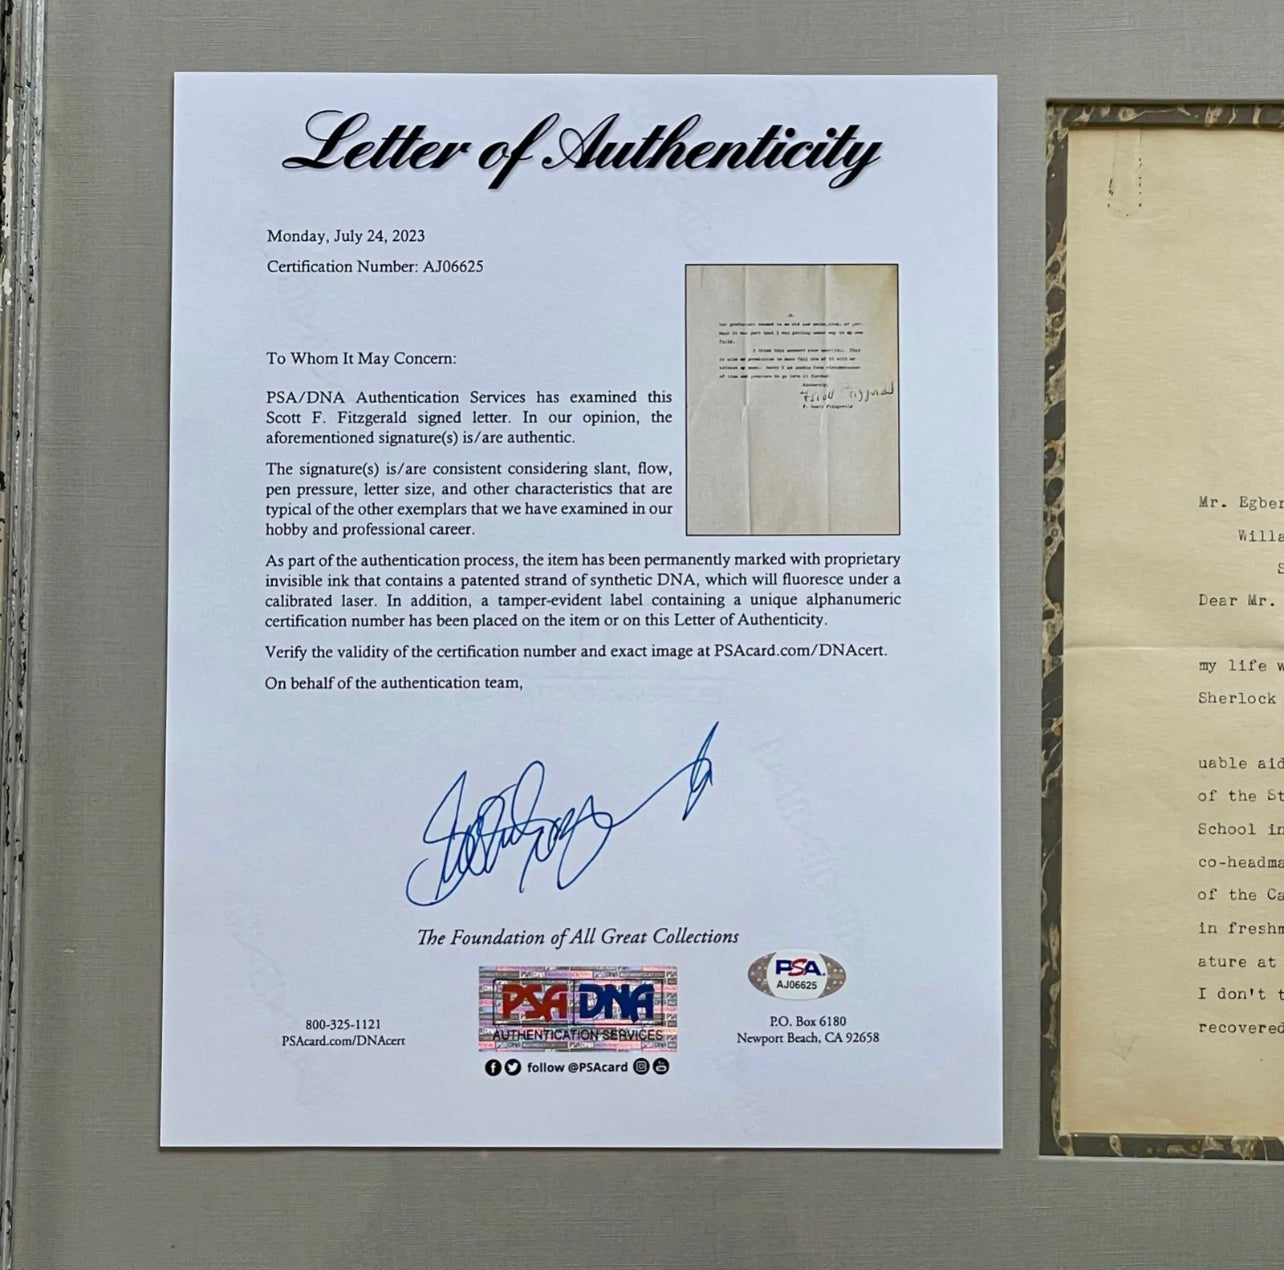 Letter of Authenticity
Monday, July 24, 2023
Certification Number: AJ06625
To Whom It May Concern:
PSA/DNA Authentication Services has examined this
Scott F. Fitzgerald signed letter. In our opinion, the
aforementioned signature(s) is/are authentic.
The signature(s) is/are consistent considering slant, flow,
pen pressure, letter size, and other characteristics that are
typical of the other exemplars that we have examined in our
hobby and professional career.
As part of the authentication process, the item has been permanently marked with proprietary
invisible ink that contains a patented strand of synthetic DNA, which will fluoresce under a
calibrated laser. In addition, a tamper-evident label containing a unique alphanumeric
certification number has been placed on the item or on this Letter of Authenticity.
Verify the validity of the certification number and exact image at PSAcard.com/DNAcert.
On behalf of the authentication team,
The Foundation of All Great Collections
800-325-1121
PSAcard.com/DNAcert
PSA DNA
AUTHENTICATION SERVICES
follow @PSAcard
PSA
AJ06625
P.O. Box 6180
Newport Beach, CA 92658
field.
Sincerely,
F. Scott Fitzgerald
Mr. Egber
Willa
S
Dear Mr.
my life w
Sherlock
uable aid
of the St
School in
co-headma
of the Ca
in freshm
ature at
I don't t
recovered